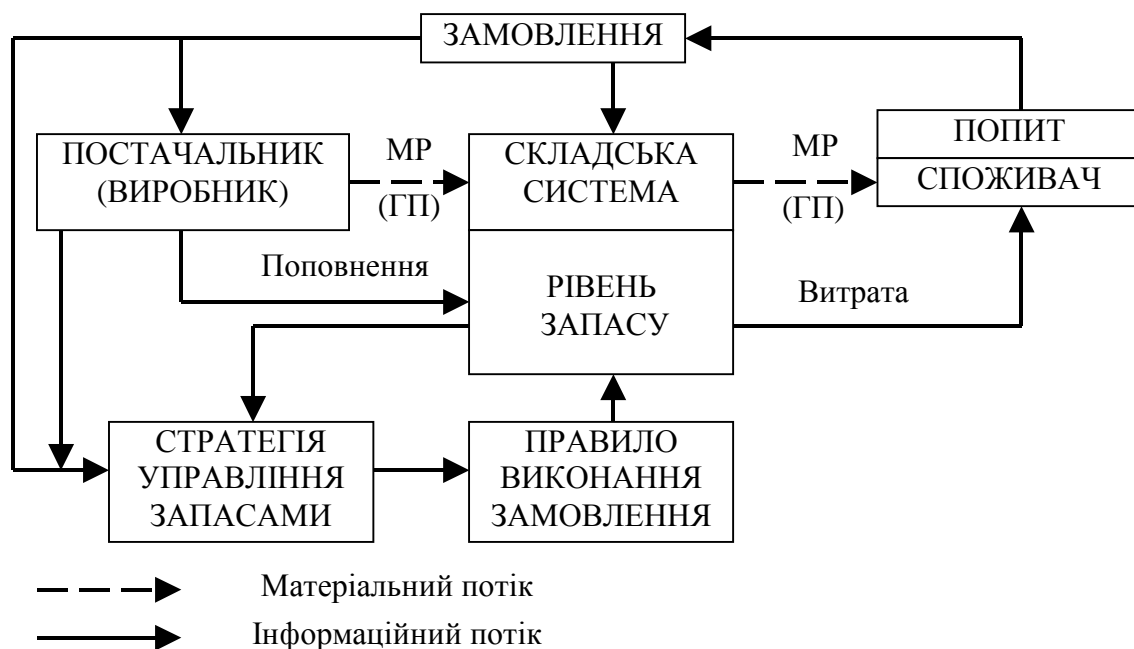 ЗАМОВЛЕННЯ
ПОСТАЧАЛЬНИК
(ВИРОБНИК)
МР
(ГП)
СКЛАДСЬКА
СИСТЕМА
МР
(ГП)
ПОПИТ
СПОЖИВАЧ
Поповнення
РІВЕНЬ
ЗАПАСУ
Витрата
СТРАТЕГІЯ
УПРАВЛІННЯ
ЗАПАСАМИ
ПРАВИЛО
ВИКОНАННЯ
ЗАМОВЛЕННЯ
Матеріальний потік
Інформаційний потік